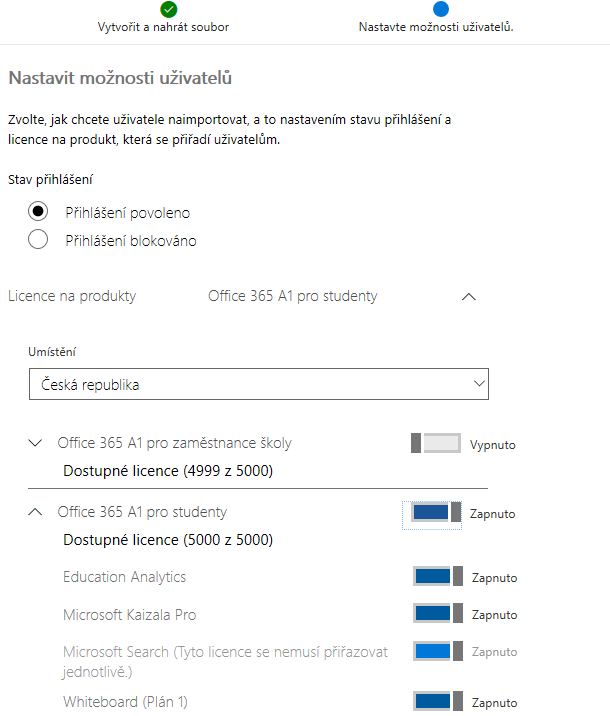 Vytvořit a nahrát soubor
Nastavte možnosti uživatelů.
Nastavit možnosti uživatelů
Zvolte, jak chcete uživatele naimportovat, a to nastavením stavu přihlášení a
licence na produkt, která se přiřadí uživatelům.
Stav přihlášení
Přihlášení povoleno
Přihlášení blokováno
Licence na produkty
Office 365 A1 pro studenty
Umístění
Česká republika
Office 365 A1 pro zaměstnance školy
Vypnuto
Dostupné licence (4999 z 5000)
Office 365 A1 pro studenty
Zapnuto
Dostupné licence (5000 z 5000)
Education Analytics
Zapnuto
Microsoft Kaizala Pro
Zapnuto
Microsoft Search (Tyto licence se nemusí přiřazovat
jednotlivě.)
Zapnuto
Whiteboard (Plán 1)
Zapnuto